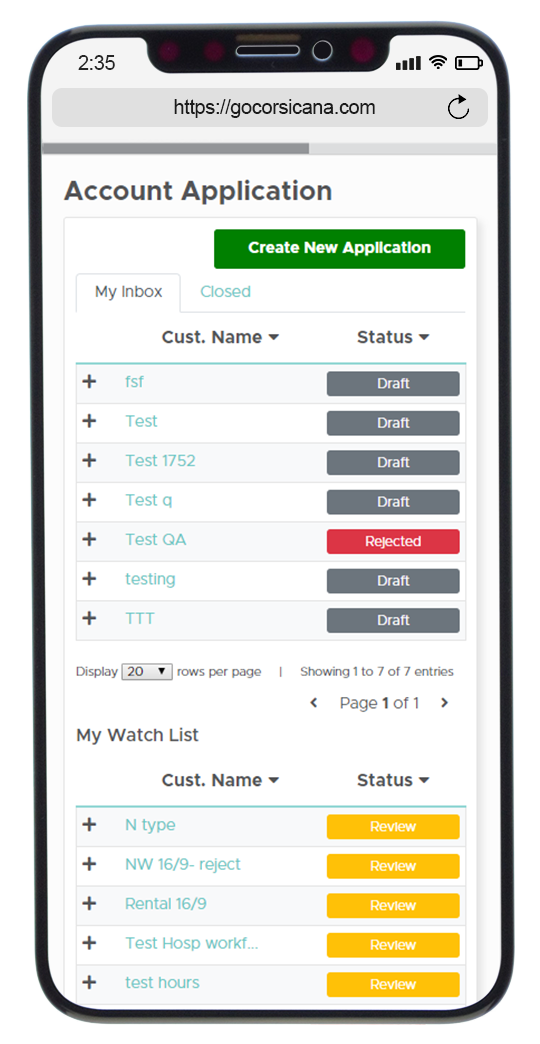 2:35
https://gocorsicana.com
Account Application
Create New Application
My Inbox Closed
Cust. Name Status
fsf Draft
Test Draft
Test 1752 Draft
Test q Draft
Test QA Rejected
testing Draft
TTT Draft
Display 20 rows per page | Showing 1 to 7 of 7 entries
Page 1 of 1
My Watch List
Cust. Name Status
N type Review
NW 16/9- reject Review
Rental 16/9 Review
Test Hosp workf... Review
test hours Review